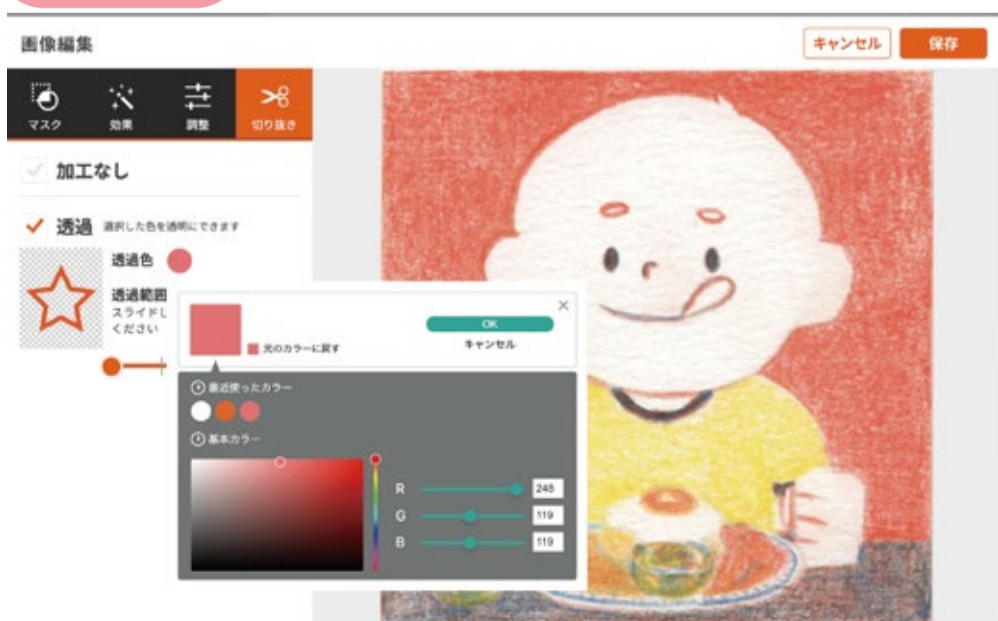 画像編集
キャンセル
保存
マスク
効果
調整
切り抜き
加工なし
透過 選択した色を透明にできます
透過色
透過範囲
スライドし
ください
OK
キャンセル
元のカラーに戻す
最近使ったカラー
基本カラー
R 248
G 119
B 119